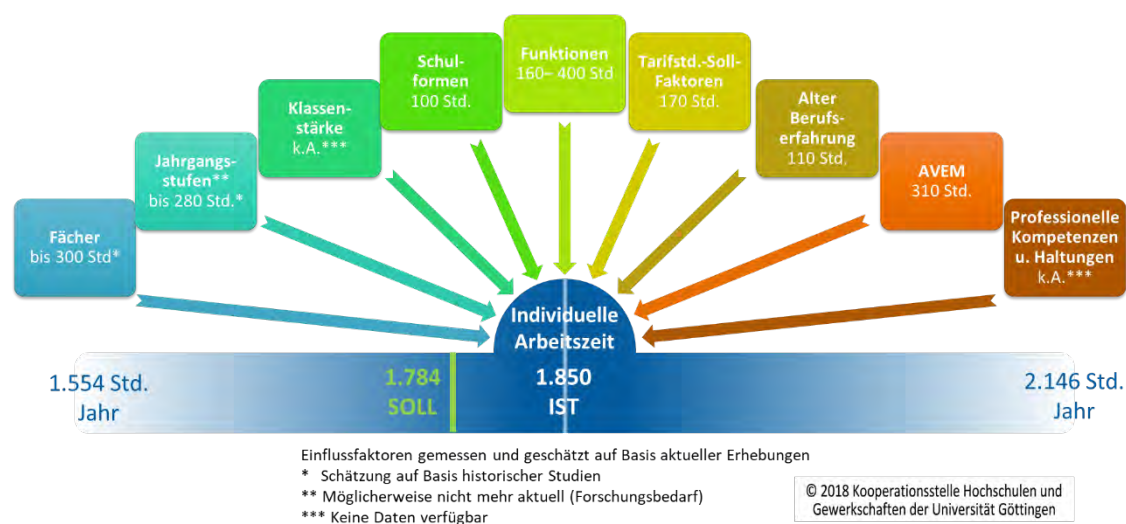 Fächer
bis 300 Std*
Jahrgangs-
stufen**
bis 280 Std.*
Klassen-
stärke
k.A.***
Schul-
formen
100 Std.
Funktionen
160– 400 Std
Tarifstd.-Soll-
Faktoren
170 Std.
Alter
Berufs-
erfahrung
110 Std.
AVEM
310 Std.
Professionelle
Kompetenzen
u. Haltungen
k.A.***
Individuelle
Arbeitszeit
1.554 Std.
Jahr
1.784
SOLL
1.850
IST
2.146 Std.
Jahr
Einflussfaktoren gemessen und geschätzt auf Basis aktueller Erhebungen
* Schätzung auf Basis historischer Studien
** Möglicherweise nicht mehr aktuell (Forschungsbedarf)
*** Keine Daten verfügbar
© 2018 Kooperationsstelle Hochschulen und
Gewerkschaften der Universität Göttingen